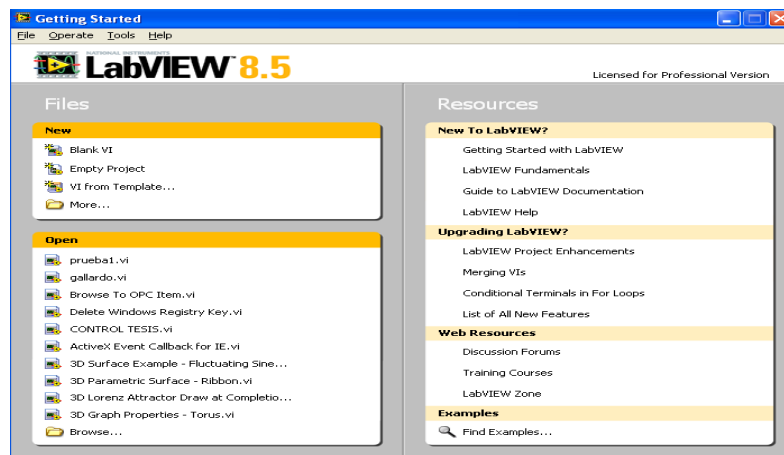 Getting Started
File Operate Tools Help
NATIONAL INSTRUMENTS
LabVIEW™ 8.5
Licensed for Professional Version
Files
New
Blank VI
Empty Project
VI from Template...
More...
Open
prueba1.vi
gallardo.vi
Browse To OPC Item.vi
Delete Windows Registry Key.vi
CONTROL TESIS.vi
ActiveX Event Callback for IE.vi
3D Surface Example - Fluctuating Sine...
3D Parametric Surface - Ribbon.vi
3D Lorenz Attractor Draw at Completio...
3D Graph Properties - Torus.vi
Browse...
Resources
New To LabVIEW?
Getting Started with LabVIEW
LabVIEW Fundamentals
Guide to LabVIEW Documentation
LabVIEW Help
Upgrading LabVIEW?
LabVIEW Project Enhancements
Merging VIs
Conditional Terminals in For Loops
List of All New Features
Web Resources
Discussion Forums
Training Courses
LabVIEW Zone
Examples
Find Examples...